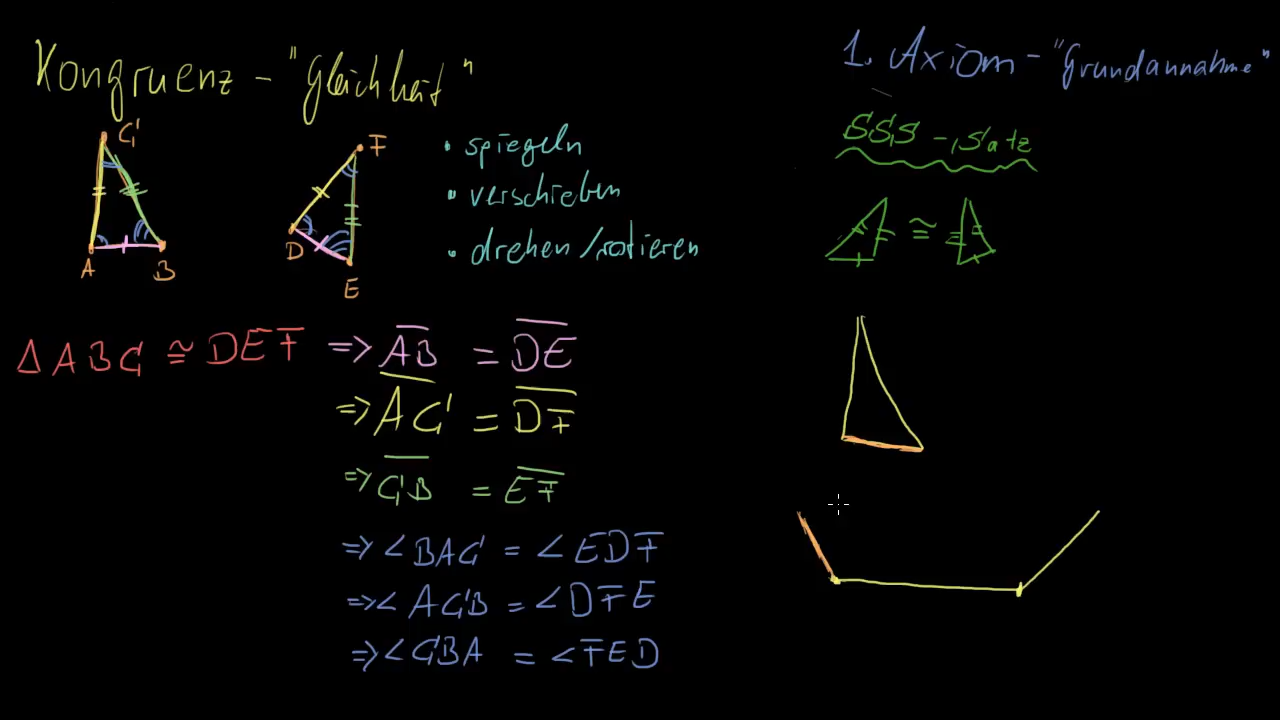 Kongruenz - "Gleichheit"
C
A
B
F
D
E
• spiegeln
• verschieben
• drehen/rotieren
Δ ABC ≅ DEF => AB = DE
=> AC = DF
=> CB = EF
=> ∠ BAC = ∠ EDF
=> ∠ ACB = ∠ DFE
=> ∠ CBA = ∠ FED
1. Axiom - "Grundannahme"
SSS - Satz
≅